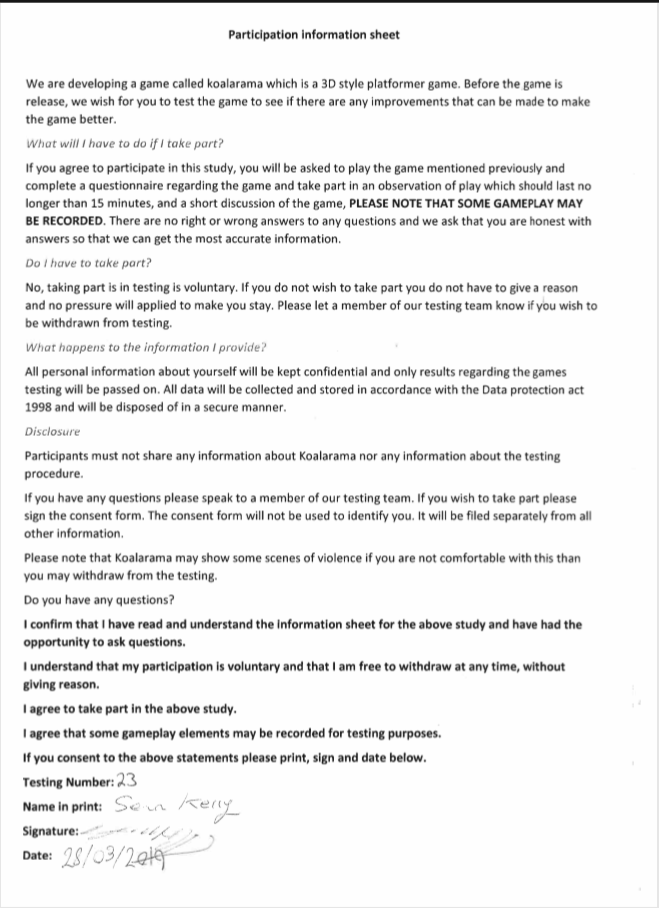 Participation information sheet
We are developing a game called koalarama which is a 3D style platformer game. Before the game is
release, we wish for you to test the game to see if there are any improvements that can be made to make
the game better.
What will I have to do if I take part?
If you agree to participate in this study, you will be asked to play the game mentioned previously and
complete a questionnaire regarding the game and take part in an observation of play which should last no
longer than 15 minutes, and a short discussion of the game, PLEASE NOTE THAT SOME GAMEPLAY MAY
BE RECORDED. There are no right or wrong answers to any questions and we ask that you are honest with
answers so that we can get the most accurate information.
Do I have to take part?
No, taking part is in testing is voluntary. If you do not wish to take part you do not have to give a reason
and no pressure will applied to make you stay. Please let a member of our testing team know if you wish to
be withdrawn from testing.
What happens to the information I provide?
All personal information about yourself will be kept confidential and only results regarding the games
testing will be passed on. All data will be collected and stored in accordance with the Data protection act
1998 and will be disposed of in a secure manner.
Disclosure
Participants must not share any information about Koalarama nor any information about the testing
procedure.
If you have any questions please speak to a member of our testing team. If you wish to take part please
sign the consent form. The consent form will not be used to identify you. It will be filed separately from all
other information.
Please note that Koalarama may show some scenes of violence if you are not comfortable with this than
you may withdraw from the testing.
Do you have any questions?
I confirm that I have read and understand the information sheet for the above study and have had the
opportunity to ask questions.
I understand that my participation is voluntary and that I am free to withdraw at any time, without
giving reason.
I agree to take part in the above study.
I agree that some gameplay elements may be recorded for testing purposes.
If you consent to the above statements please print, sign and date below.
Testing Number: 23
Name in print: Sean Kerry
Signature:
Date: 28/03/2019